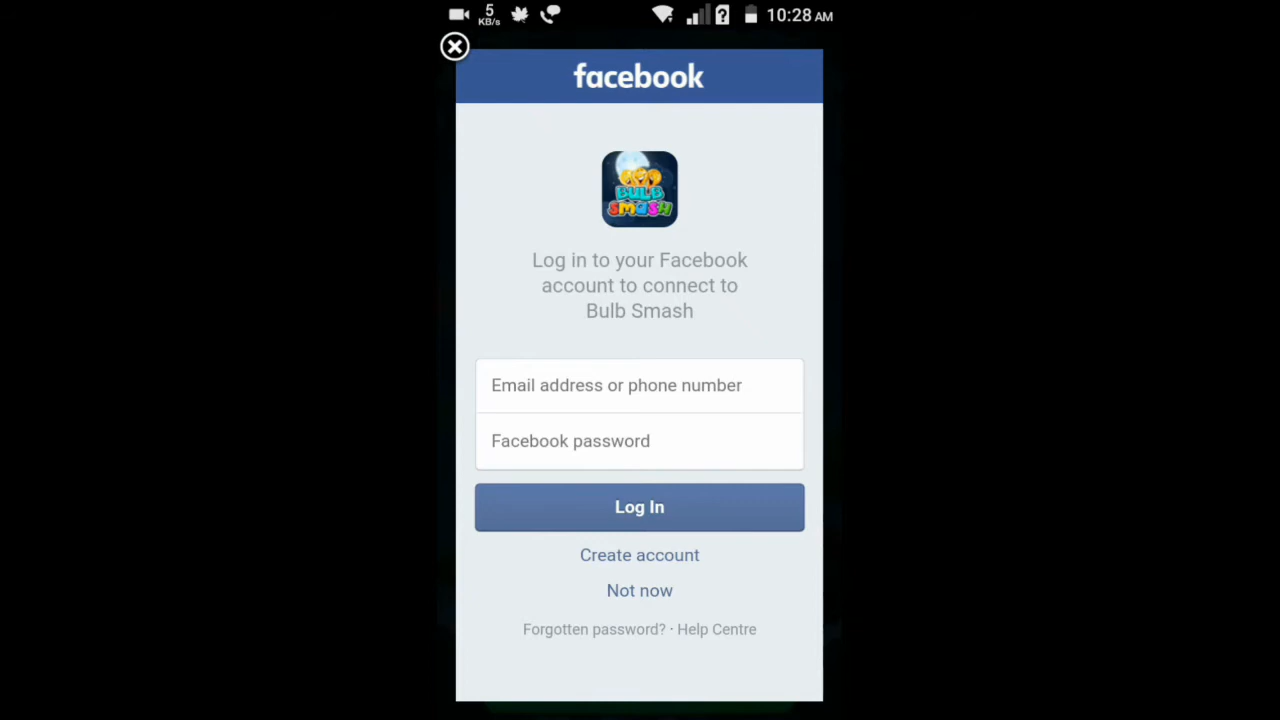 5
KB/s
10:28 AM
facebook
BULB
SMASH
Log in to your Facebook
account to connect to
Bulb Smash
Email address or phone number
Facebook password
Log In
Create account
Not now
Forgotten password? · Help Centre